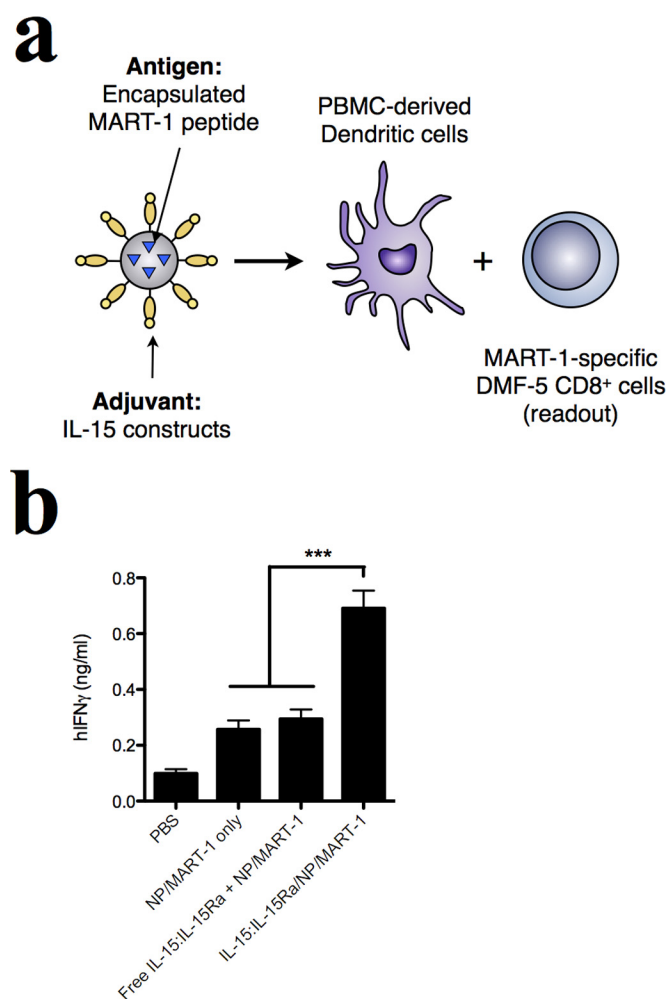 a
Antigen:
Encapsulated
MART-1 peptide
PBMC-derived
Dendritic cells
+
MART-1-specific
DMF-5 CD8⁺ cells
(readout)
Adjuvant:
IL-15 constructs
b
***
0.8
0.6
0.4
0.2
0.0
hIFNγ (ng/ml)
PBS
NP/MART-1 only
Free IL-15:IL-15Ra + NP/MART-1
IL-15:IL-15Ra/NP/MART-1